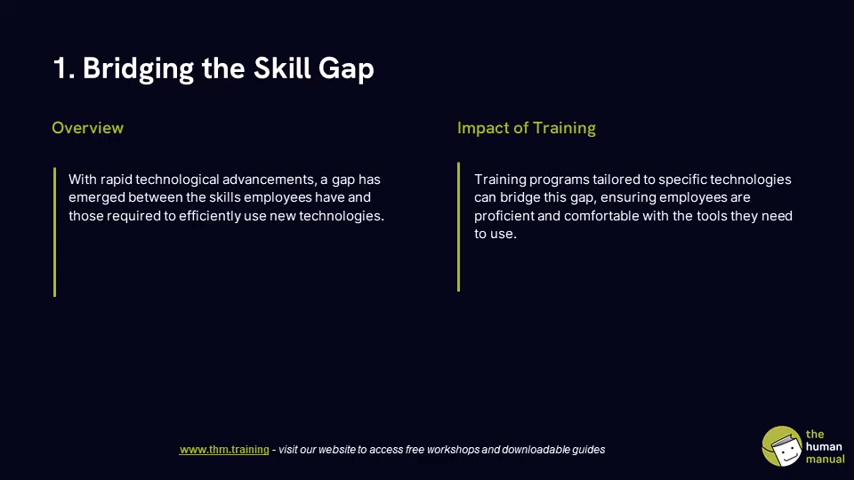 1. Bridging the Skill Gap
Overview
With rapid technological advancements, a gap has
emerged between the skills employees have and
those required to efficiently use new technologies.
Impact of Training
Training programs tailored to specific technologies
can bridge this gap, ensuring employees are
proficient and comfortable with the tools they need
to use.
www.thm.training - visit our website to access free workshops and downloadable guides
the
human
manual